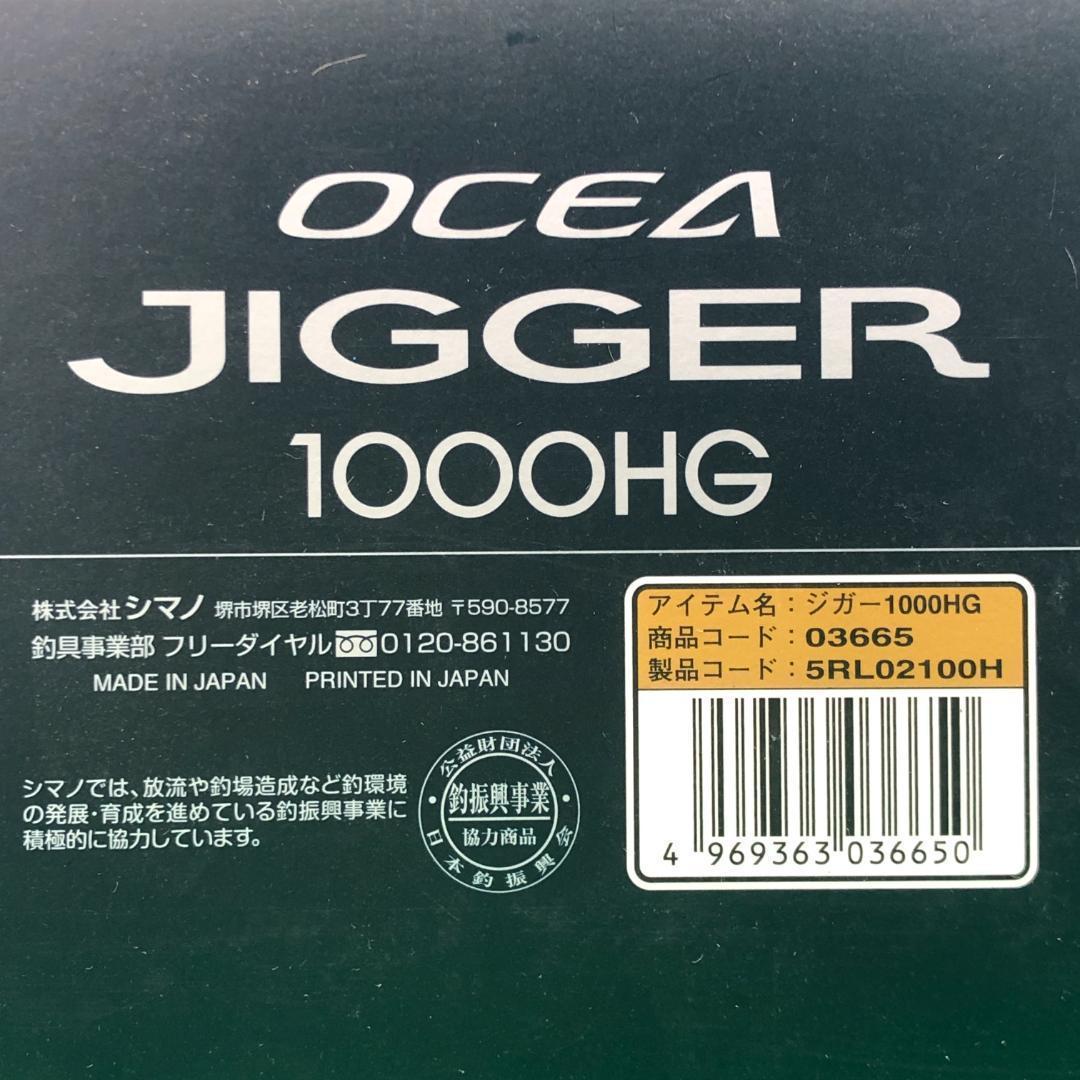 OCEA
JIGGER
1000HG
株式会社シマノ 堺市堺区老松町3丁77番地 〒590-8577
釣具事業部 フリーダイヤル 0120-861130
MADE IN JAPAN PRINTED IN JAPAN
シマノでは、放流や釣場造成など釣環境
の発展・育成を進めている釣振興事業に
積極的に協力しています。
公益財団法人
・釣振興事業・
協力商品
日本釣振興会
アイテム名：ジガー1000HG
商品コード：03665
製品コード：5RL02100H
4 969363 036650